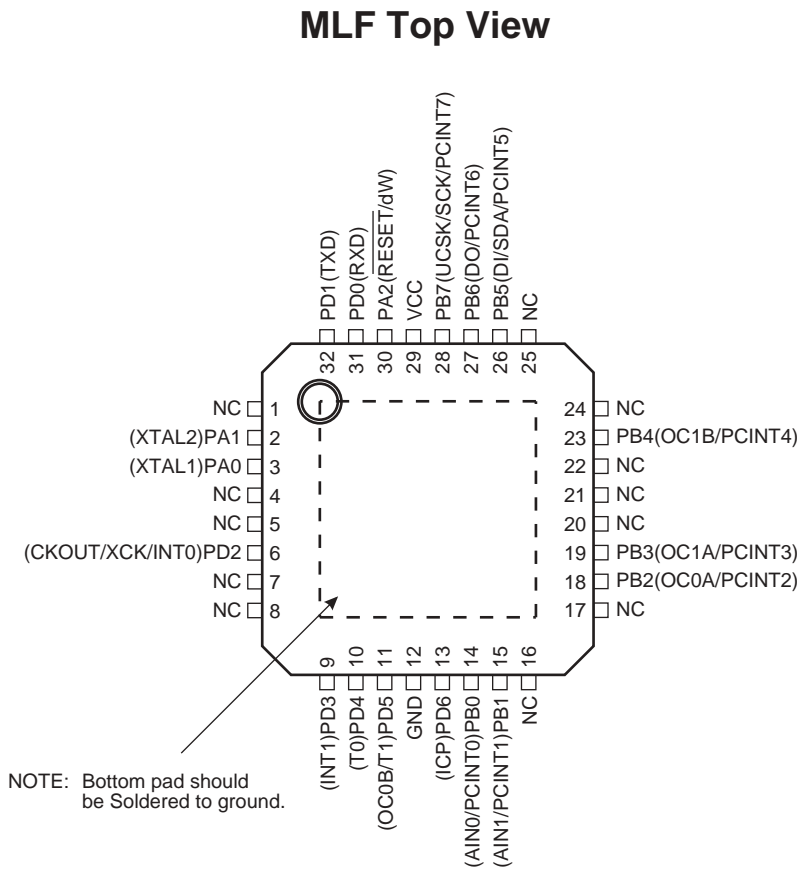 MLF Top View
PD1(TXD)
PD0(RXD)
PA2(RESET/dW)
VCC
PB7(UCSK/SCK/PCINT7)
PB6(DO/PCINT6)
PB5(DI/SDA/PCINT5)
NC
32
31
30
29
28
27
26
25
NC 1
(XTAL2)PA1 2
(XTAL1)PA0 3
NC 4
NC 5
(CKOUT/XCK/INT0)PD2 6
NC 7
NC 8
24 NC
23 PB4(OC1B/PCINT4)
22 NC
21 NC
20 NC
19 PB3(OC1A/PCINT3)
18 PB2(OC0A/PCINT2)
17 NC
9
10
11
12
13
14
15
16
(INT1)PD3
(T0)PD4
(OC0B/T1)PD5
GND
(ICP)PD6
(AIN0/PCINT0)PB0
(AIN1/PCINT1)PB1
NC
NOTE: Bottom pad should
be Soldered to ground.